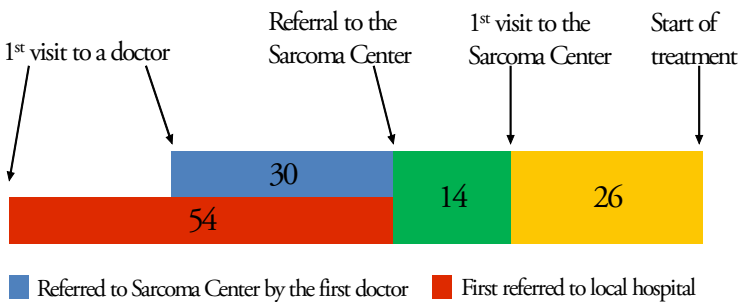 1st visit to a doctor
Referral to the
Sarcoma Center
1st visit to the
Sarcoma Center
Start of
treatment
30
54
14
26
Referred to Sarcoma Center by the first doctor
First referred to local hospital